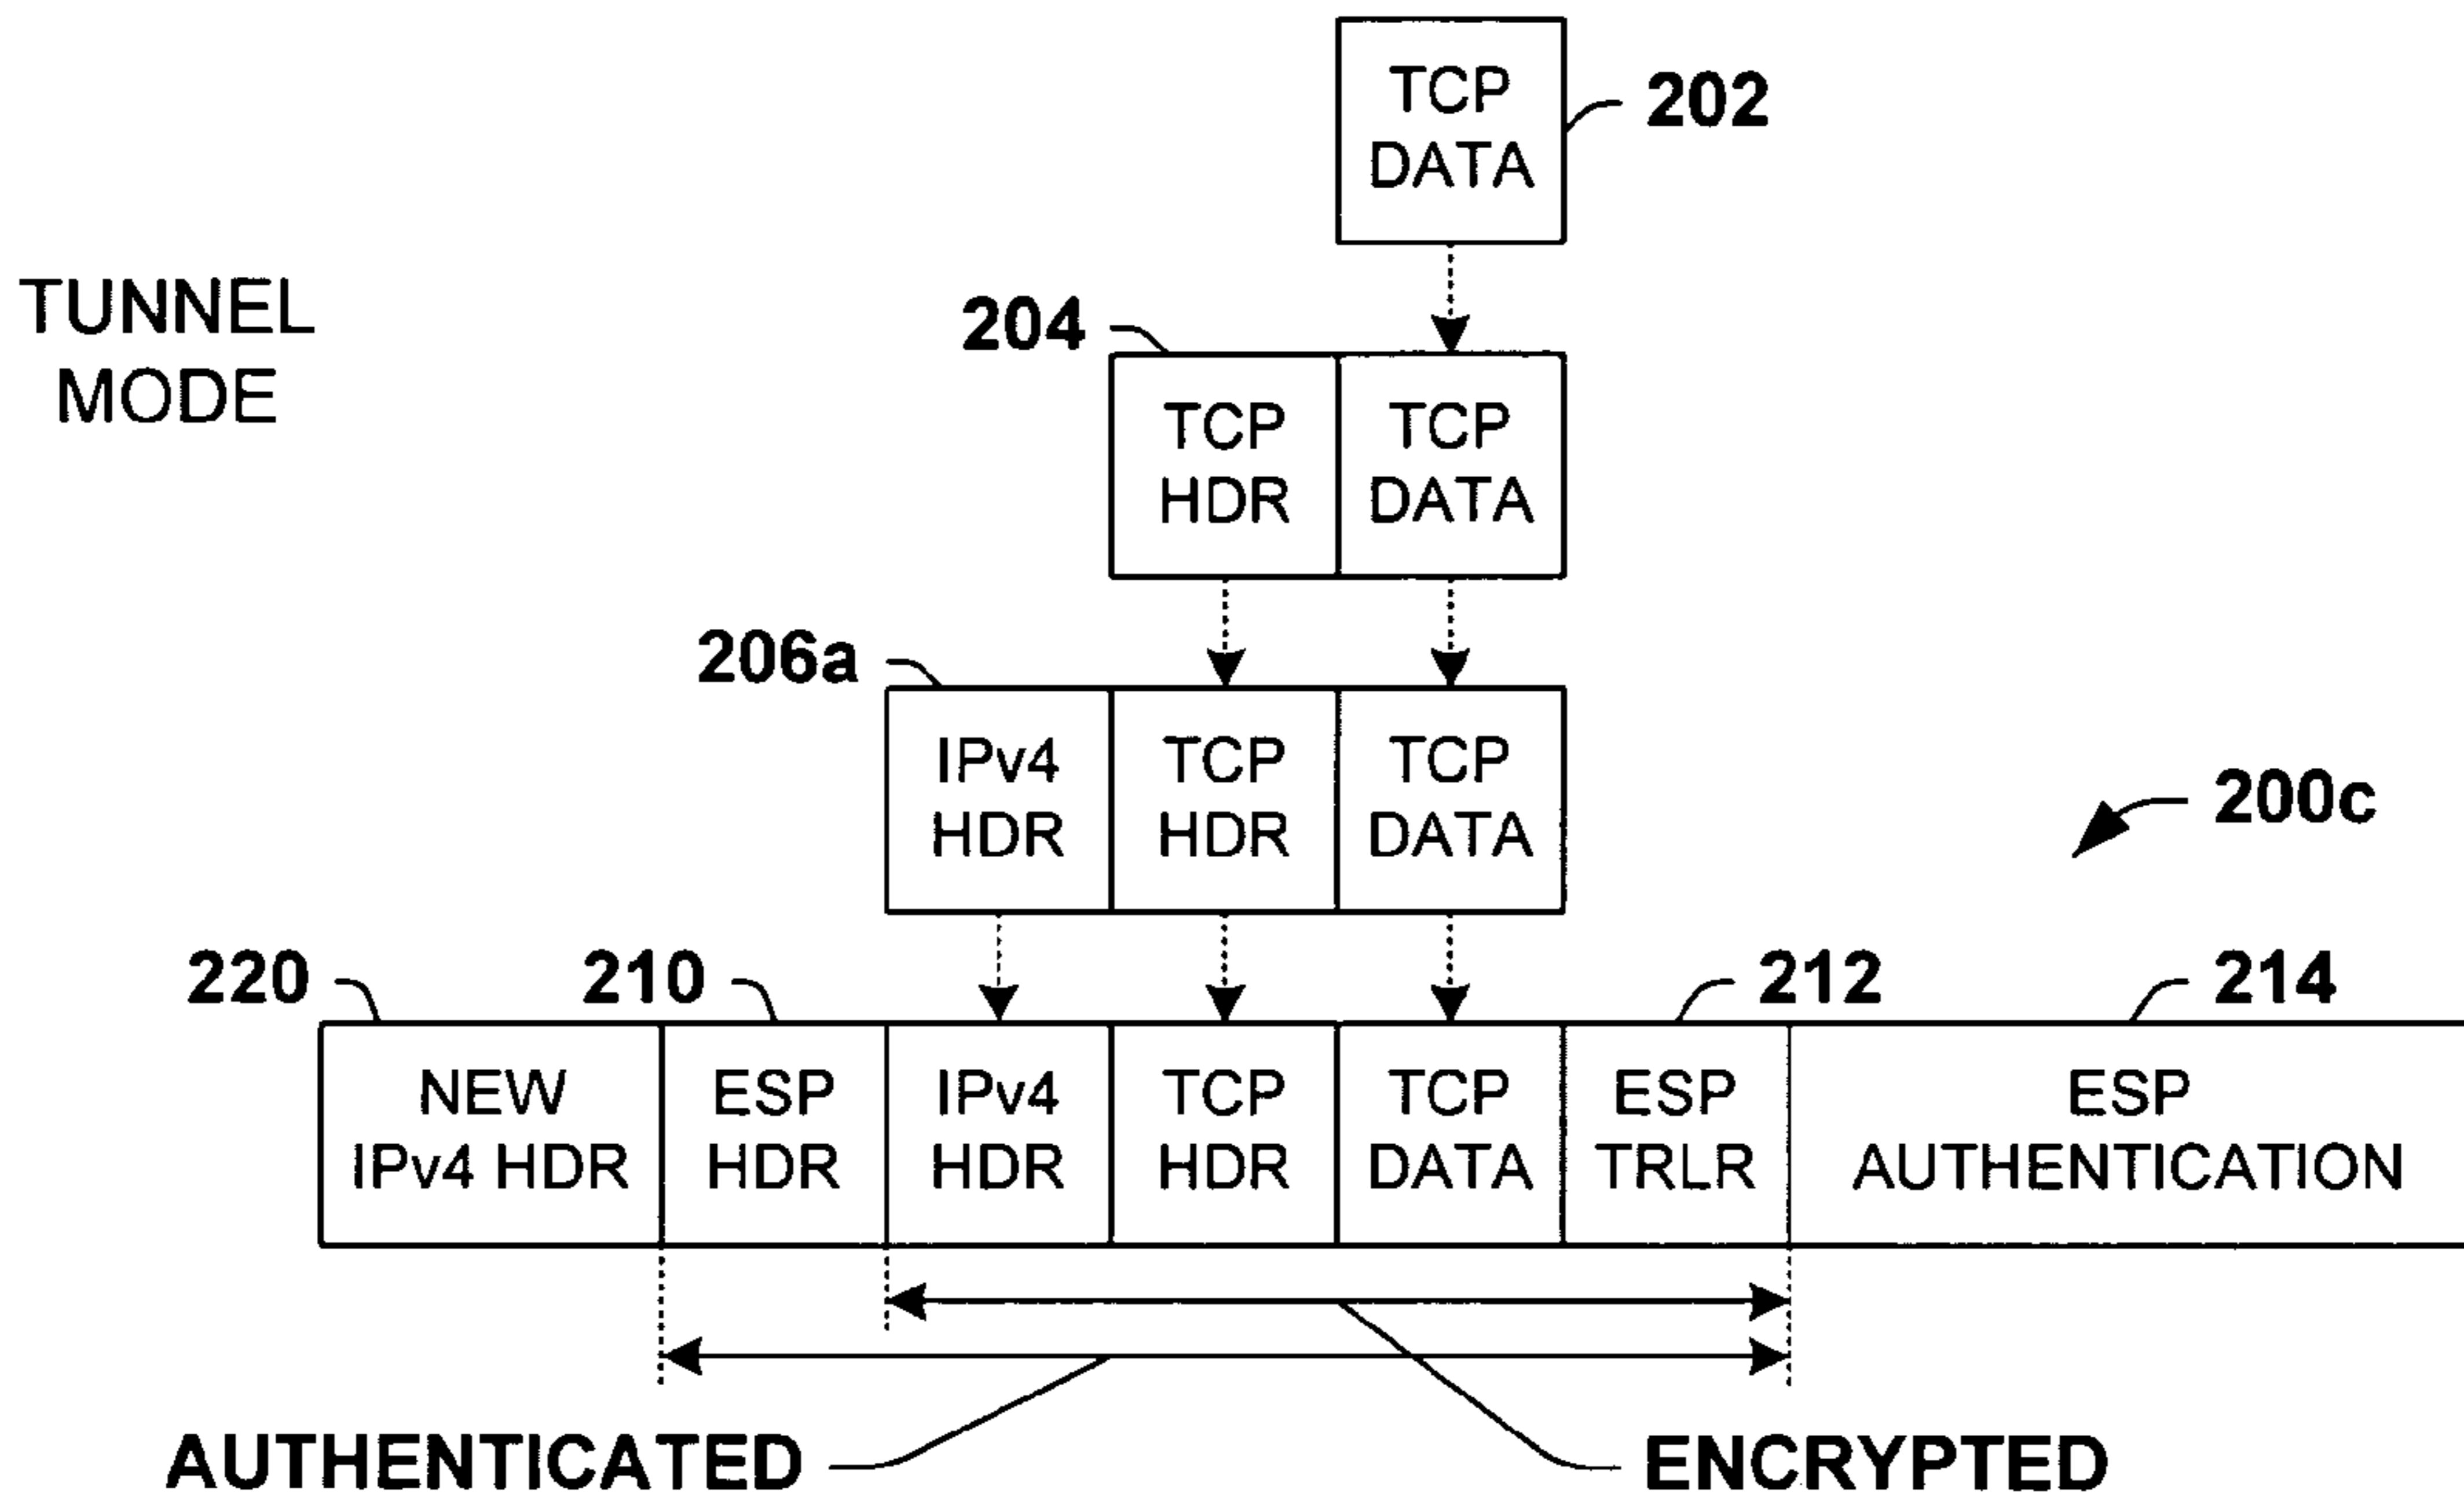 TCP
DATA
202
TUNNEL
MODE
204
TCP
HDR
TCP
DATA
206a
IPv4
HDR
TCP
HDR
TCP
DATA
200c
220
210
212
214
NEW
IPv4 HDR
ESP
HDR
IPv4
HDR
TCP
HDR
TCP
DATA
ESP
TRLR
ESP
AUTHENTICATION
AUTHENTICATED
ENCRYPTED